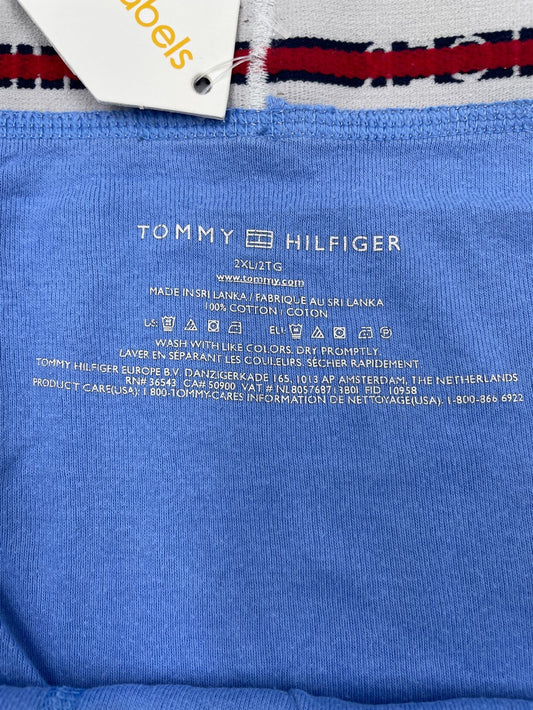 abels
TOMMY HILFIGER
2XL/2TG
www.tommy.com
MADE IN SRI LANKA / FABRIQUE AU SRI LANKA
100% COTTON / COTON
US: EU:
WASH WITH LIKE COLORS. DRY PROMPTLY
LAVER EN SÉPARANT LES COULEURS. SÉCHER RAPIDEMENT
TOMMY HILFIGER EUROPE B.V. DANZIGERKADE 165, 1013 AP AMSTERDAM, THE NETHERLANDS
RN# 36543 CA# 50900 VAT # NL805768713B01 FID 10958
PRODUCT CARE(USA): 1 800-TOMMY-CARES INFORMATION DE NETTOYAGE(USA). 1-800-866 6922